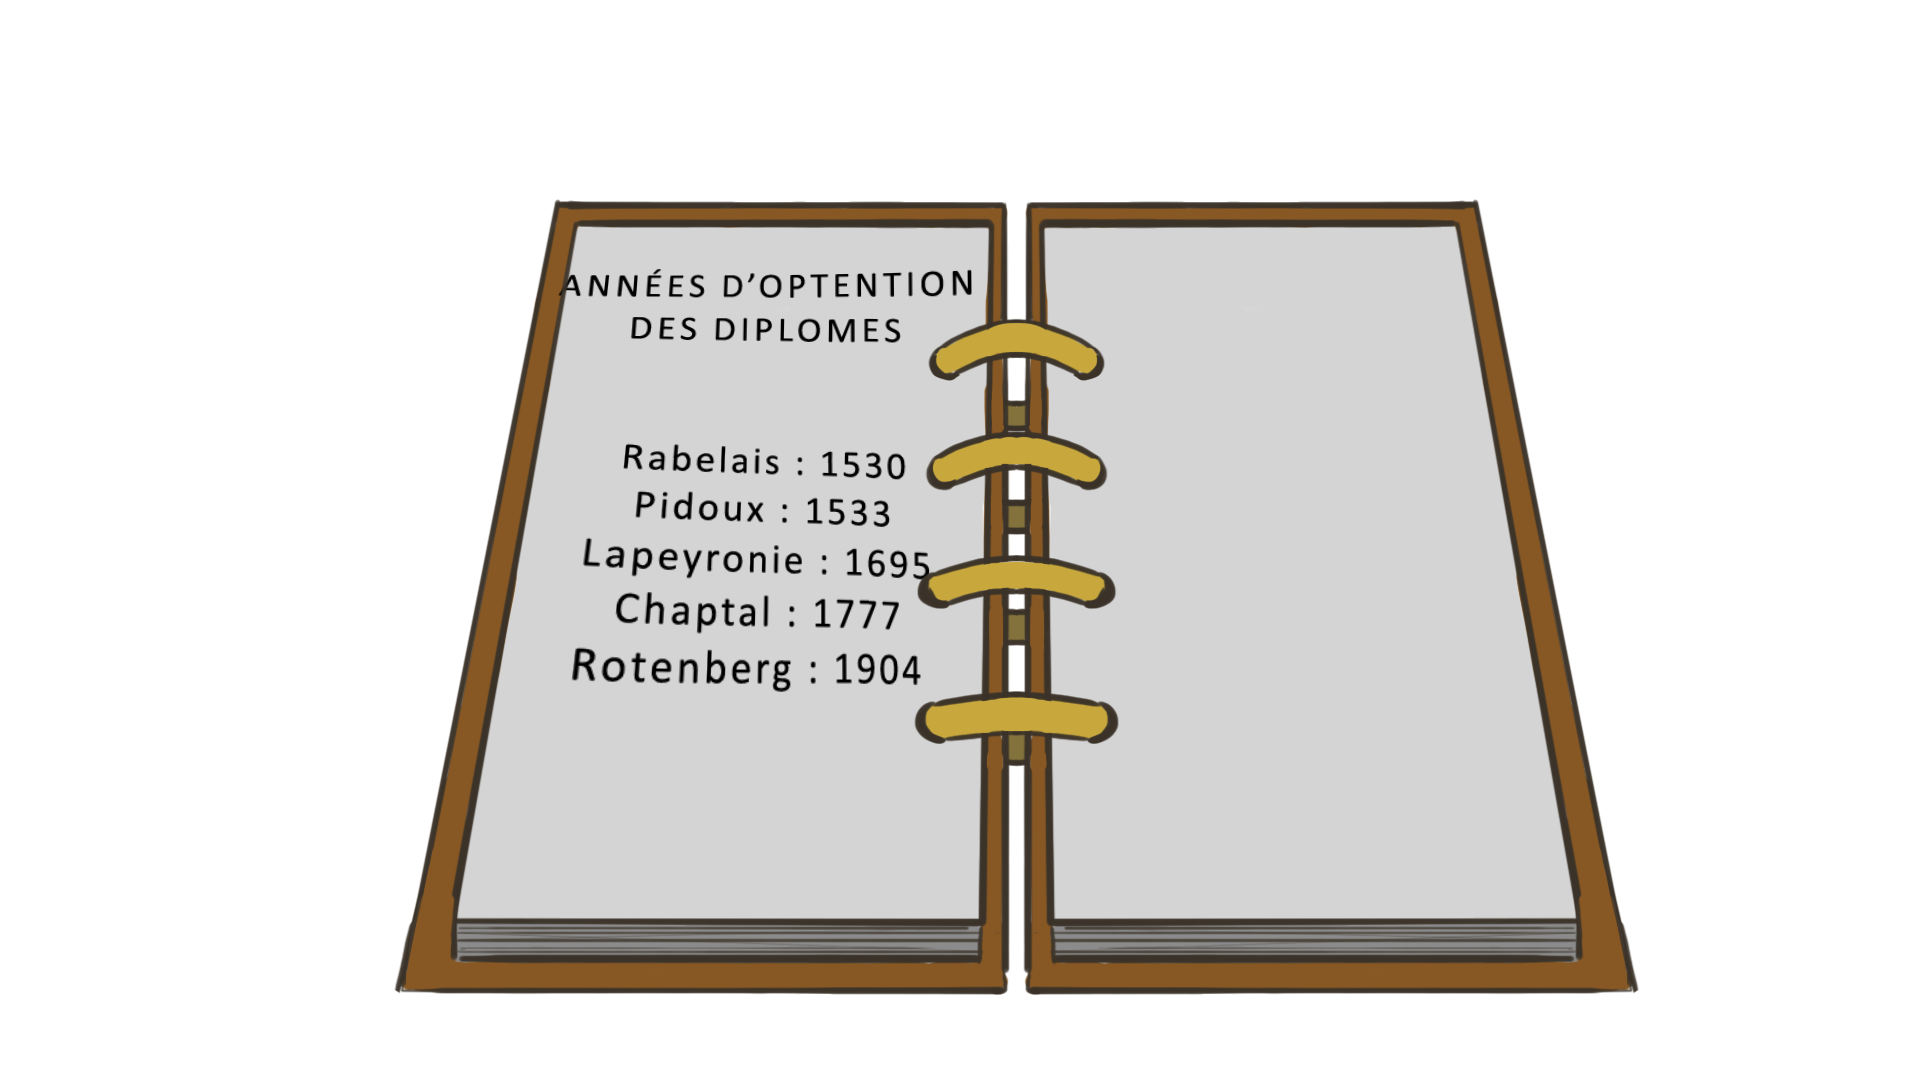 ANNÉES D'OPTENTION
DES DIPLOMES
Rabelais : 1530
Pidoux : 1533
Lapeyronie : 1695
Chaptal : 1777
Rotenberg : 1904